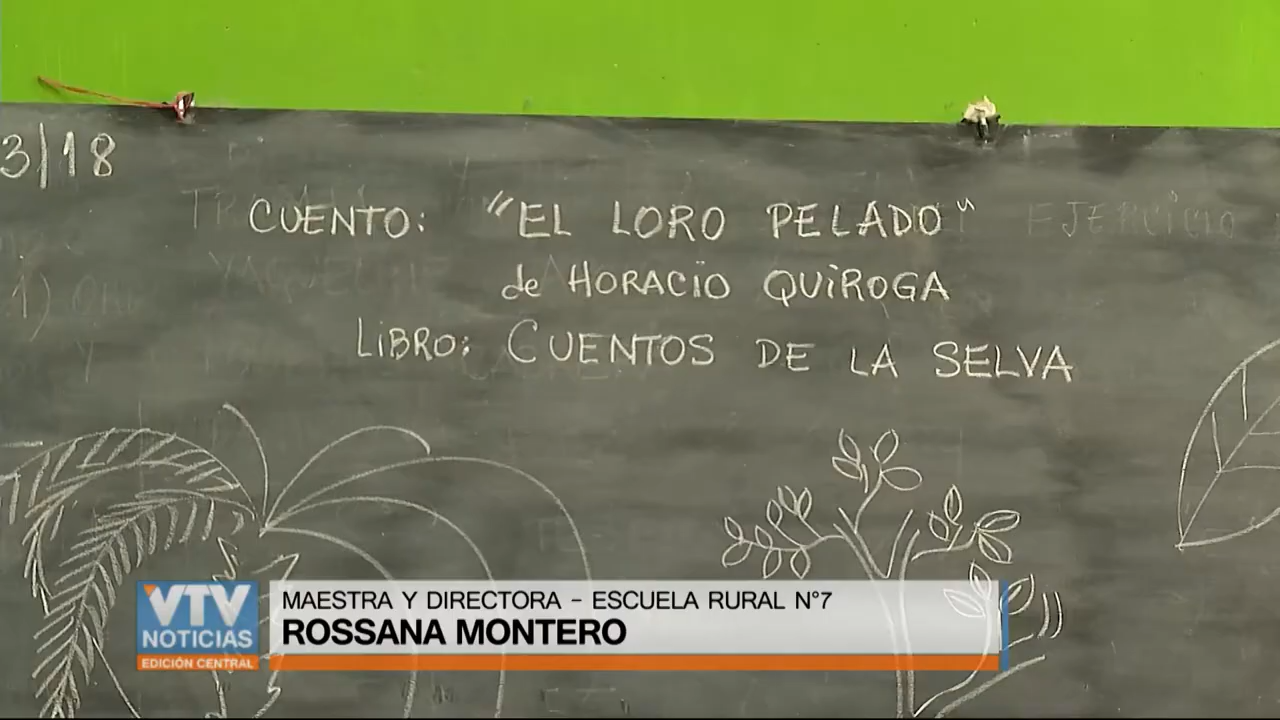 3/18
CUENTO: "EL LORO PELADO"
de HORACIO QUIROGA
LIBRO: CUENTOS DE LA SELVA
EJERCICIO
VTV
NOTICIAS
EDICIÓN CENTRAL
MAESTRA Y DIRECTORA - ESCUELA RURAL N°7
ROSSANA MONTERO